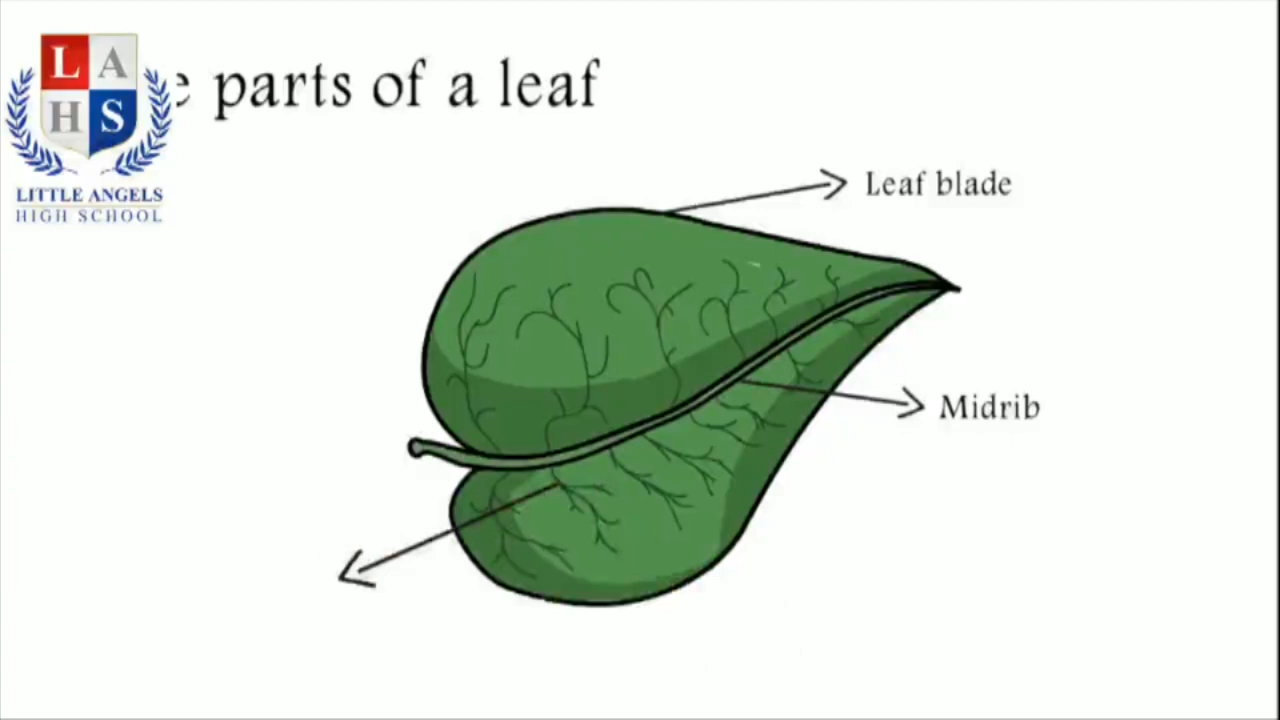 L A
H S
LITTLE ANGELS
HIGH SCHOOL
e parts of a leaf
Leaf blade
Midrib